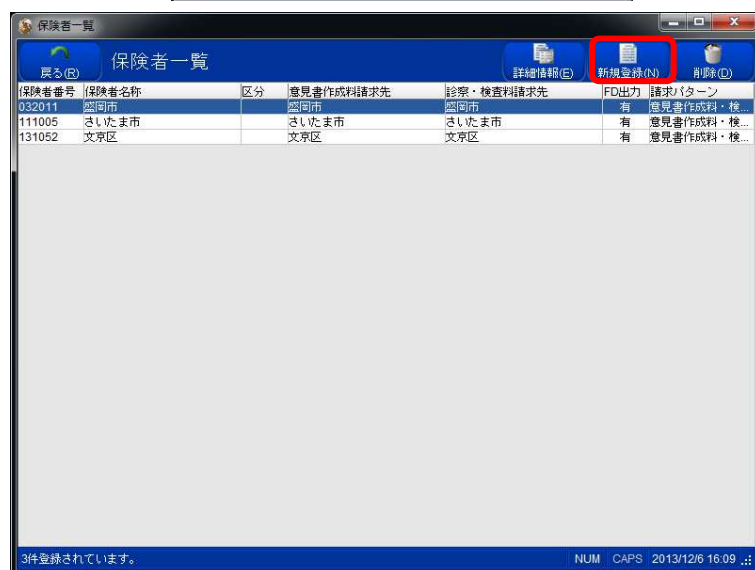 保険者一覧
戻る(R)
保険者一覧
詳細情報(E)
新規登録(N)
削除(D)
保険者番号 保険者名称 区分 意見書作成料請求先 診察・検査料請求先 FD出力 請求パターン
032011 盛岡市 盛岡市 盛岡市 有 意見書作成料・検...
111005 さいたま市 さいたま市 さいたま市 有 意見書作成料・検...
131052 文京区 文京区 文京区 有 意見書作成料・検...
3件登録されています。 NUM CAPS 2013/12/6 16:09